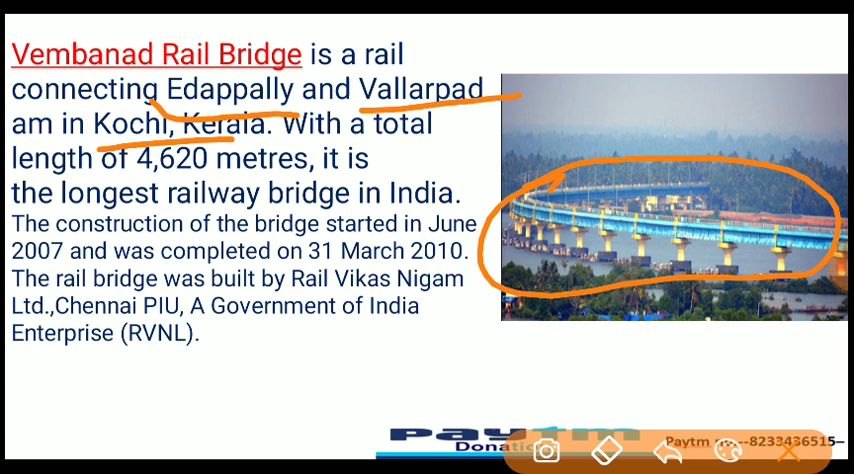 Vembanad Rail Bridge is a rail
connecting Edappally and Vallarpad
am in Kochi, Kerala. With a total
length of 4,620 metres, it is
the longest railway bridge in India.
The construction of the bridge started in June
2007 and was completed on 31 March 2010.
The rail bridge was built by Rail Vikas Nigam
Ltd.,Chennai PIU, A Government of India
Enterprise (RVNL).
paytm
Paytm --8233436515--